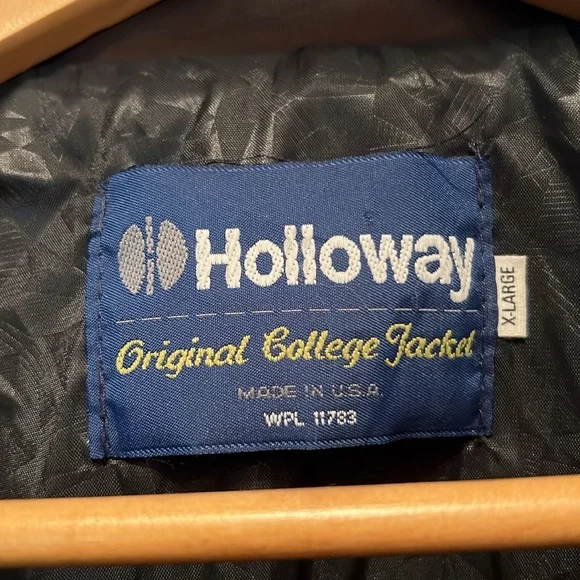 Holloway
Original College Jacket
MADE IN U.S.A.
WPL 11783
X-LARGE